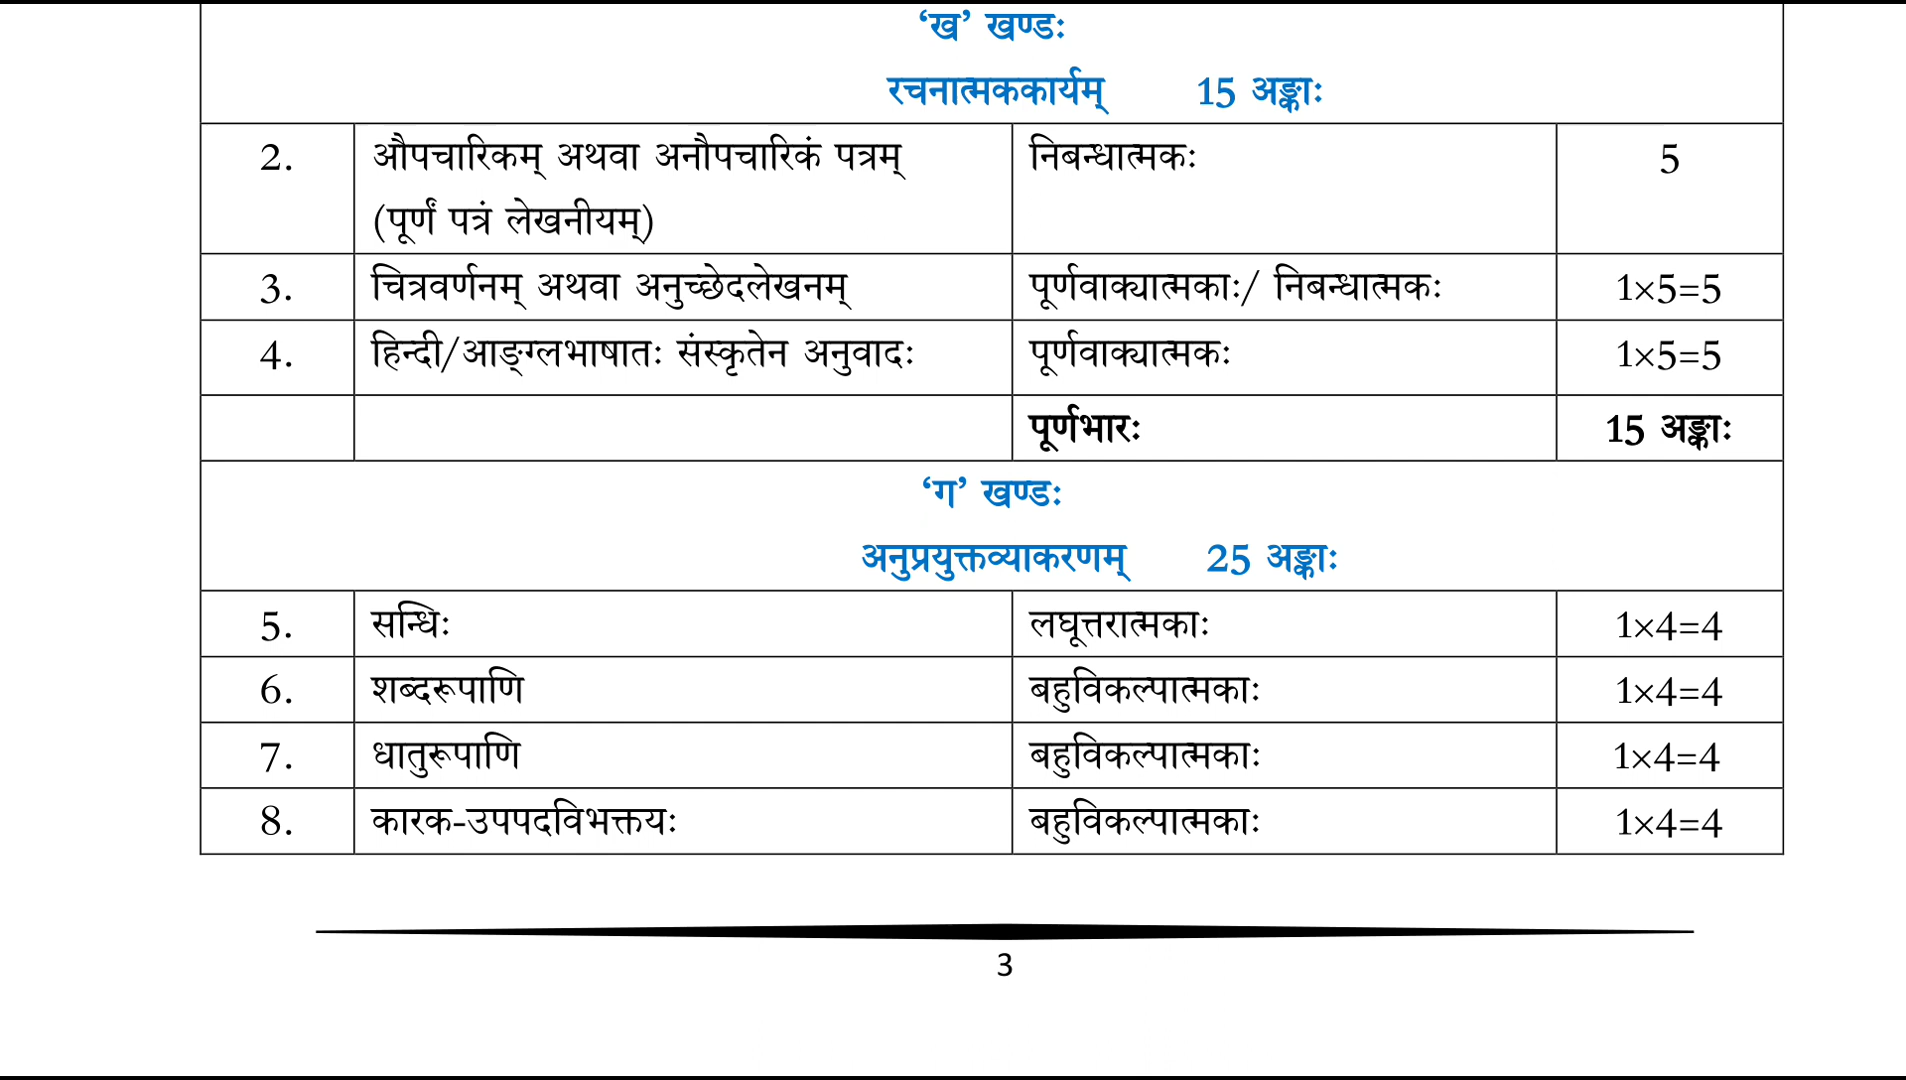 ‘ख’ खण्डः
रचनात्मककार्यम् 15 अङ्काः
2. औपचारिकम् अथवा अनौपचारिकं पत्रम् निबन्धात्मकः 5
(पूर्णं पत्रं लेखनीयम्)
3. चित्रवर्णनम् अथवा अनुच्छेदलेखनम् पूर्णवाक्यात्मकाः/ निबन्धात्मकः 1×5=5
4. हिन्दी/आङ्ग्लभाषातः संस्कृतेन अनुवादः पूर्णवाक्यात्मकः 1×5=5
पूर्णभारः 15 अङ्काः
‘ग’ खण्डः
अनुप्रयुक्तव्याकरणम् 25 अङ्काः
5. सन्धिः लघूत्तरात्मकाः 1×4=4
6. शब्दरूपाणि बहुविकल्पात्मकाः 1×4=4
7. धातुरूपाणि बहुविकल्पात्मकाः 1×4=4
8. कारक-उपपदविभक्तयः बहुविकल्पात्मकाः 1×4=4
3